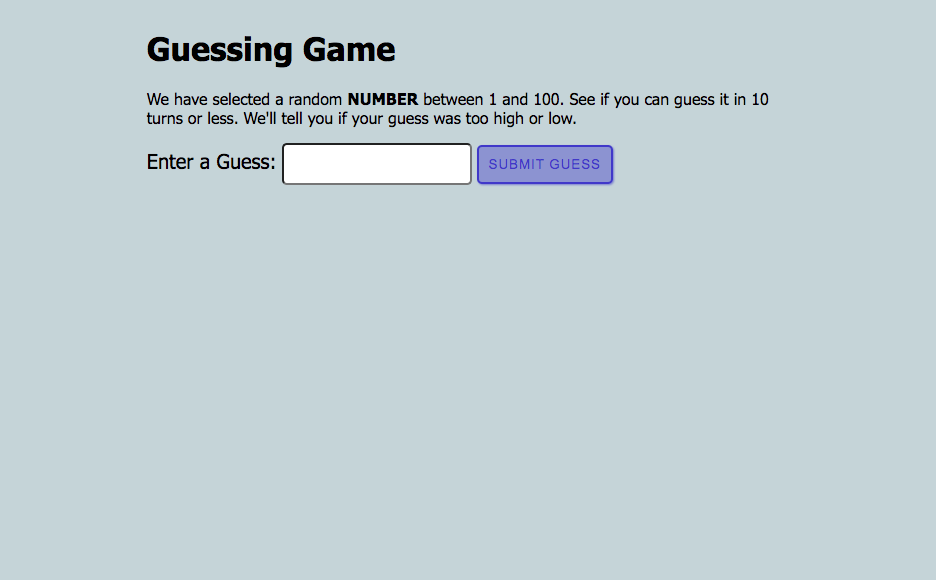 Guessing Game
We have selected a random NUMBER between 1 and 100. See if you can guess it in 10
turns or less. We'll tell you if your guess was too high or low.
Enter a Guess: SUBMIT GUESS